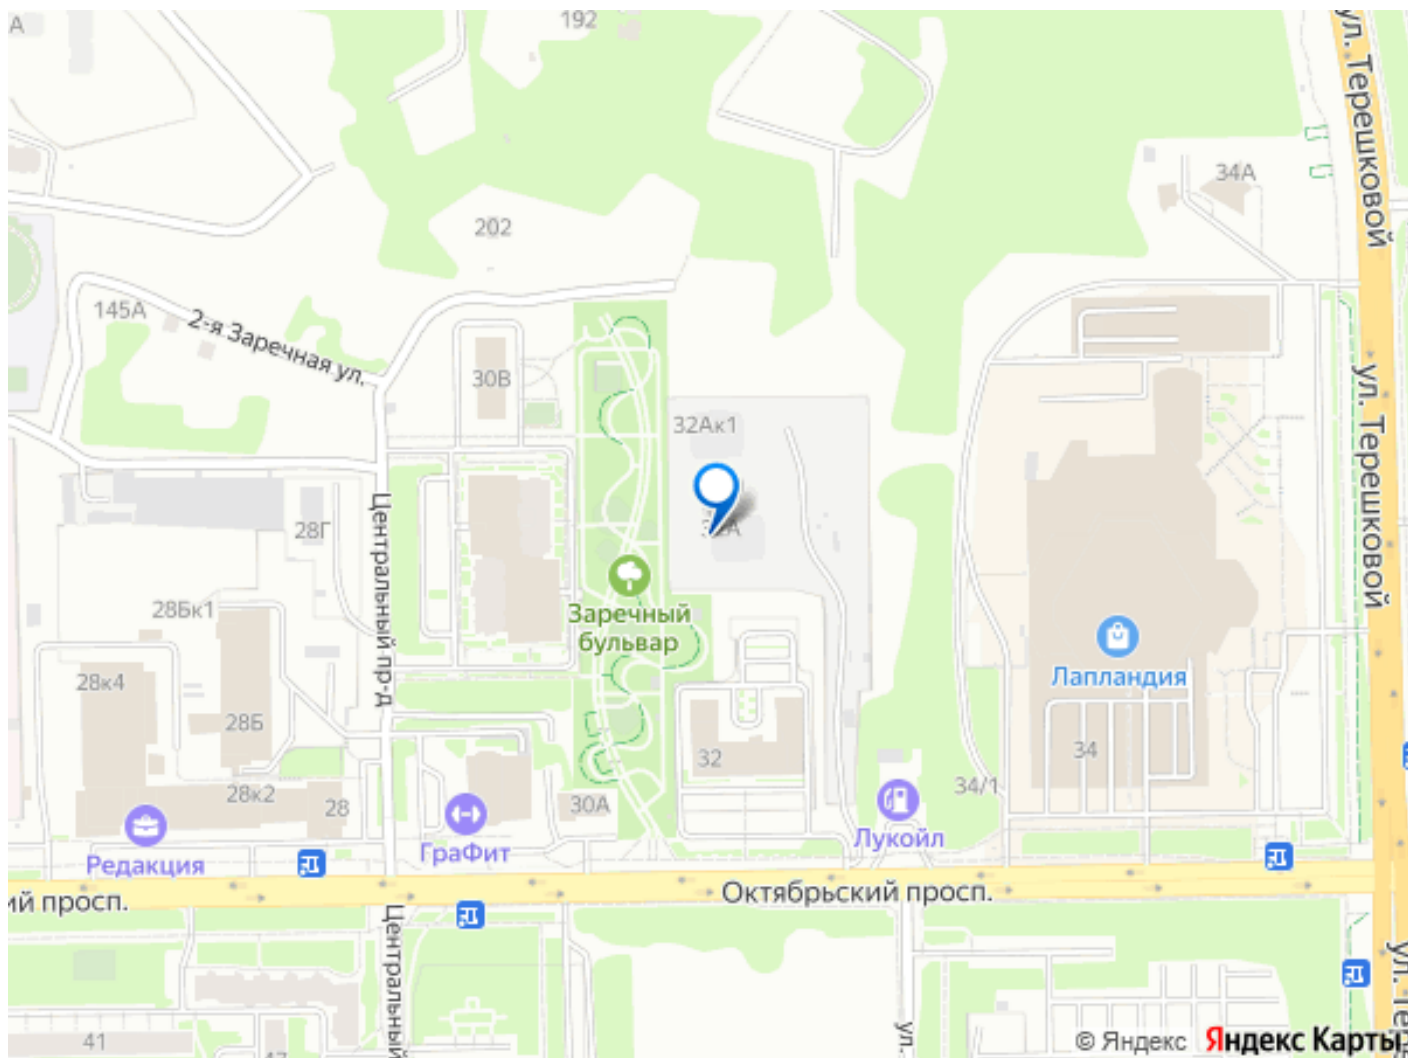 А
192
ул. Терешковой
34А
202
145А
2-я Заречная ул.
30В
32Ак1
ул. Терешковой
28Г
Центральный пр-д
Заречный
бульвар
28Бк1
Лапландия
28к4
28Б
32
34
34/1
28к2
28
30А
Редакция
ГраФит
Лукойл
ий просп.
Октябрьский просп.
Центральный
ул.
ул. Тер
41
© Яндекс Яндекс Карты